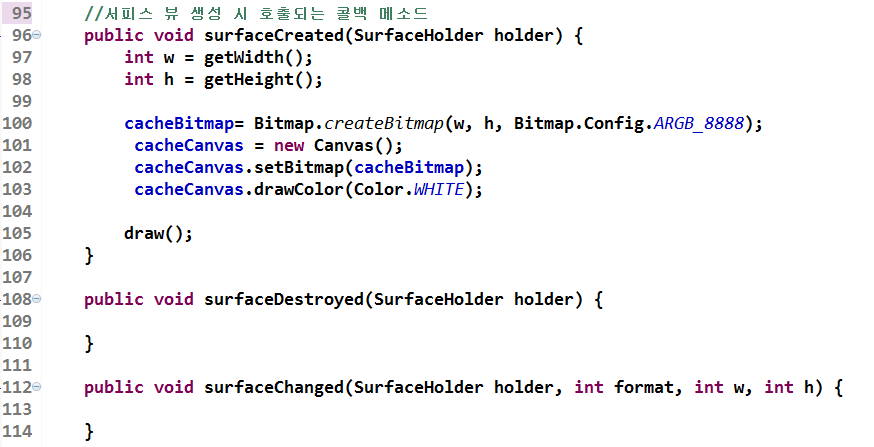 95 //서피스 뷰 생성 시 호출되는 콜백 메소드
96 public void surfaceCreated(SurfaceHolder holder) {
97 int w = getWidth();
98 int h = getHeight();
99
100 cacheBitmap= Bitmap.createBitmap(w, h, Bitmap.Config.ARGB_8888);
101 cacheCanvas = new Canvas();
102 cacheCanvas.setBitmap(cacheBitmap);
103 cacheCanvas.drawColor(Color.WHITE);
104
105 draw();
106 }
107
108 public void surfaceDestroyed(SurfaceHolder holder) {
109
110 }
111
112 public void surfaceChanged(SurfaceHolder holder, int format, int w, int h) {
113
114 }